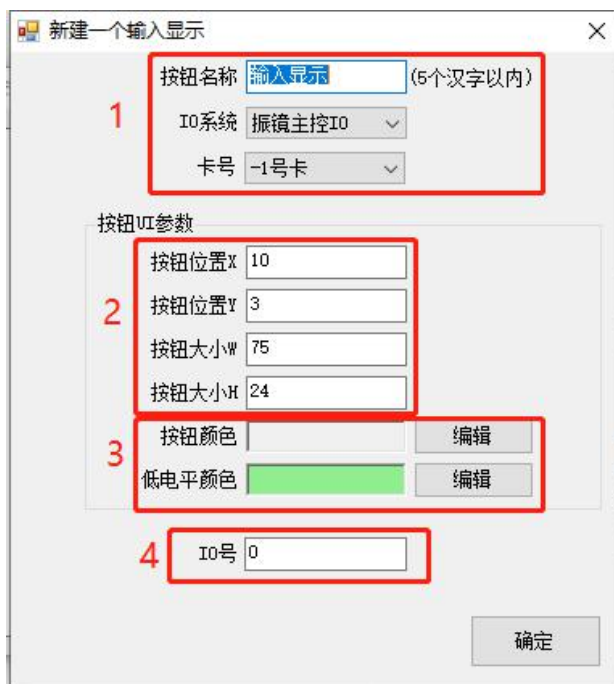 新建一个输入显示
1
按钮名称 输入显示 (5个汉字以内)
IO系统 振镜主控IO
卡号 -1号卡
按钮UI参数
2
按钮位置X 10
按钮位置Y 3
按钮大小W 75
按钮大小H 24
3
按钮颜色 编辑
低电平颜色 编辑
4 IO号 0
确定